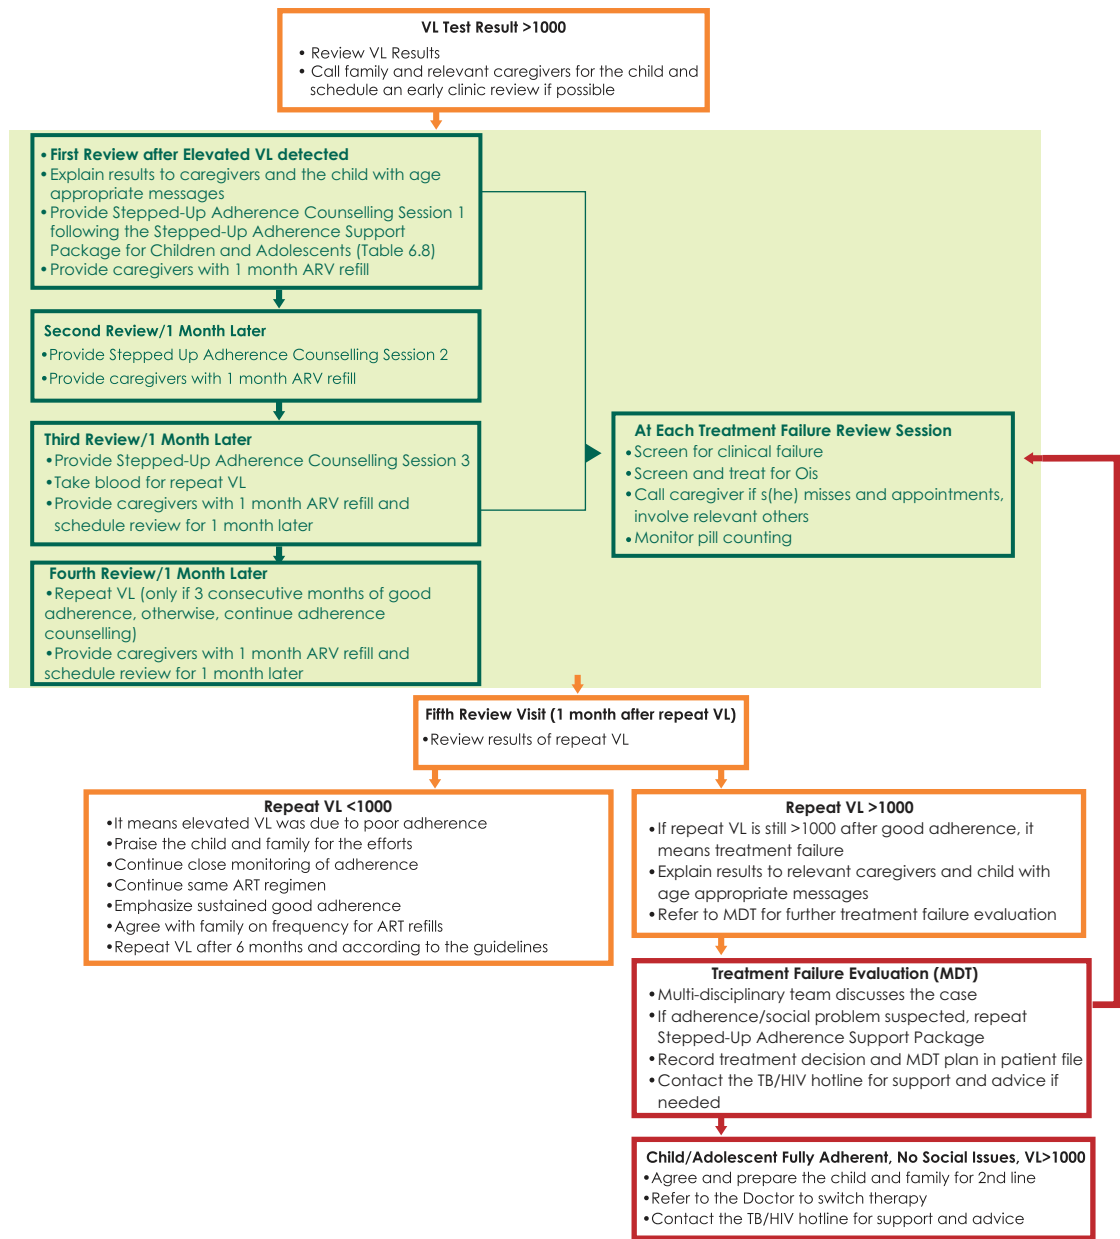 VL Test Result >1000
• Review VL Results
• Call family and relevant caregivers for the child and
schedule an early clinic review if possible
• First Review after Elevated VL detected
• Explain results to caregivers and the child with age
appropriate messages
• Provide Stepped-Up Adherence Counselling Session 1
following the Stepped-Up Adherence Support
Package for Children and Adolescents (Table 6.8)
• Provide caregivers with 1 month ARV refill
Second Review/1 Month Later
• Provide Stepped Up Adherence Counselling Session 2
• Provide caregivers with 1 month ARV refill
Third Review/1 Month Later
• Provide Stepped-Up Adherence Counselling Session 3
• Take blood for repeat VL
• Provide caregivers with 1 month ARV refill and
schedule review for 1 month later
Fourth Review/1 Month Later
• Repeat VL (only if 3 consecutive months of good
adherence, otherwise, continue adherence
counselling)
• Provide caregivers with 1 month ARV refill and
schedule review for 1 month later
At Each Treatment Failure Review Session
• Screen for clinical failure
• Screen and treat for Ois
• Call caregiver if s(he) misses and appointments,
involve relevant others
• Monitor pill counting
Fifth Review Visit (1 month after repeat VL)
• Review results of repeat VL
Repeat VL <1000
• It means elevated VL was due to poor adherence
• Praise the child and family for the efforts
• Continue close monitoring of adherence
• Continue same ART regimen
• Emphasize sustained good adherence
• Agree with family on frequency for ART refills
• Repeat VL after 6 months and according to the guidelines
Repeat VL >1000
• If repeat VL is still >1000 after good adherence, it
means treatment failure
• Explain results to relevant caregivers and child with
age appropriate messages
• Refer to MDT for further treatment failure evaluation
Treatment Failure Evaluation (MDT)
• Multi-disciplinary team discusses the case
• If adherence/social problem suspected, repeat
Stepped-Up Adherence Support Package
• Record treatment decision and MDT plan in patient file
• Contact the TB/HIV hotline for support and advice if
needed
Child/Adolescent Fully Adherent, No Social Issues, VL>1000
• Agree and prepare the child and family for 2nd line
• Refer to the Doctor to switch therapy
• Contact the TB/HIV hotline for support and advice